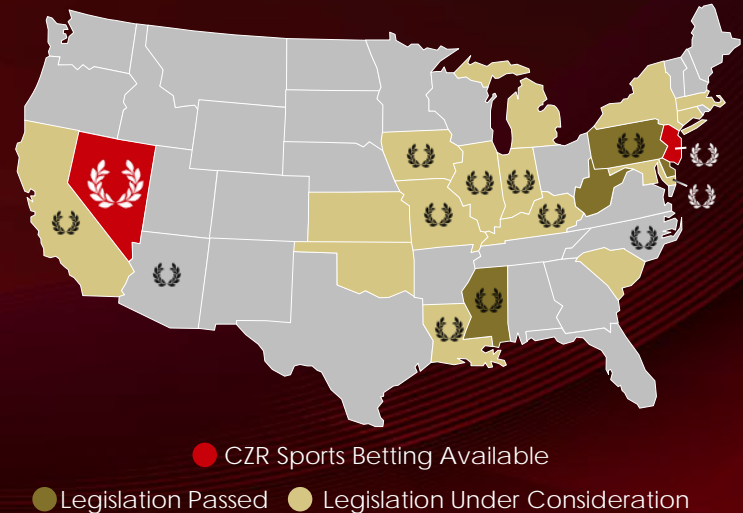 CZR Sports Betting Available
Legislation Passed Legislation Under Consideration